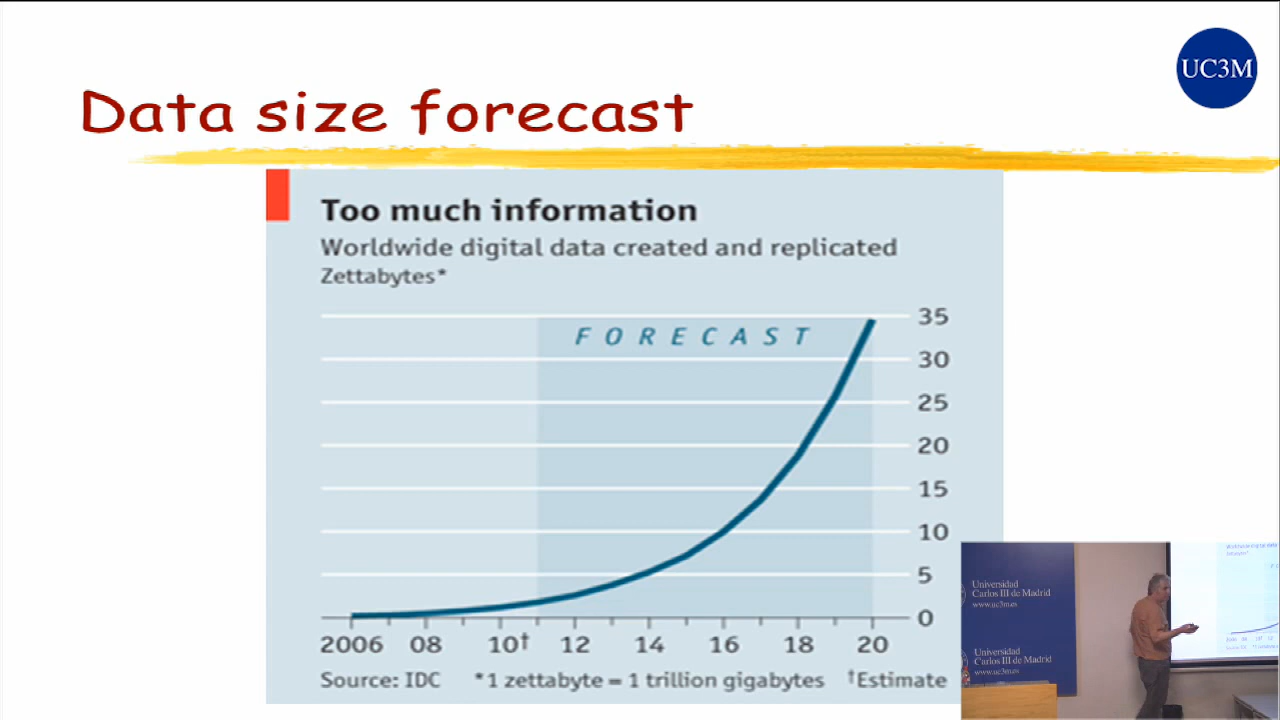 UC3M
Data size forecast
Too much information
Worldwide digital data created and replicated
Zettabytes*
FORECAST
35
30
25
20
15
10
5
0
2006 08 10† 12 14 16 18 20
Source: IDC *1 zettabyte = 1 trillion gigabytes †Estimate
Universidad
Carlos III de Madrid
www.uc3m.es
Universidad
Carlos III de Madrid
www.uc3m.es